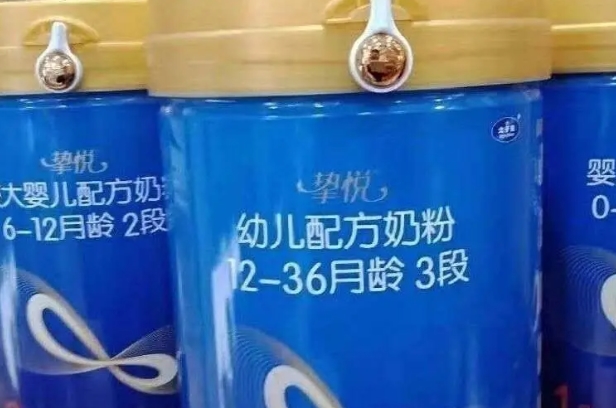 挚悦
大婴儿配方奶
6-12月龄 2段
挚悦
幼儿配方奶粉
12-36月龄 3段
婴
0-